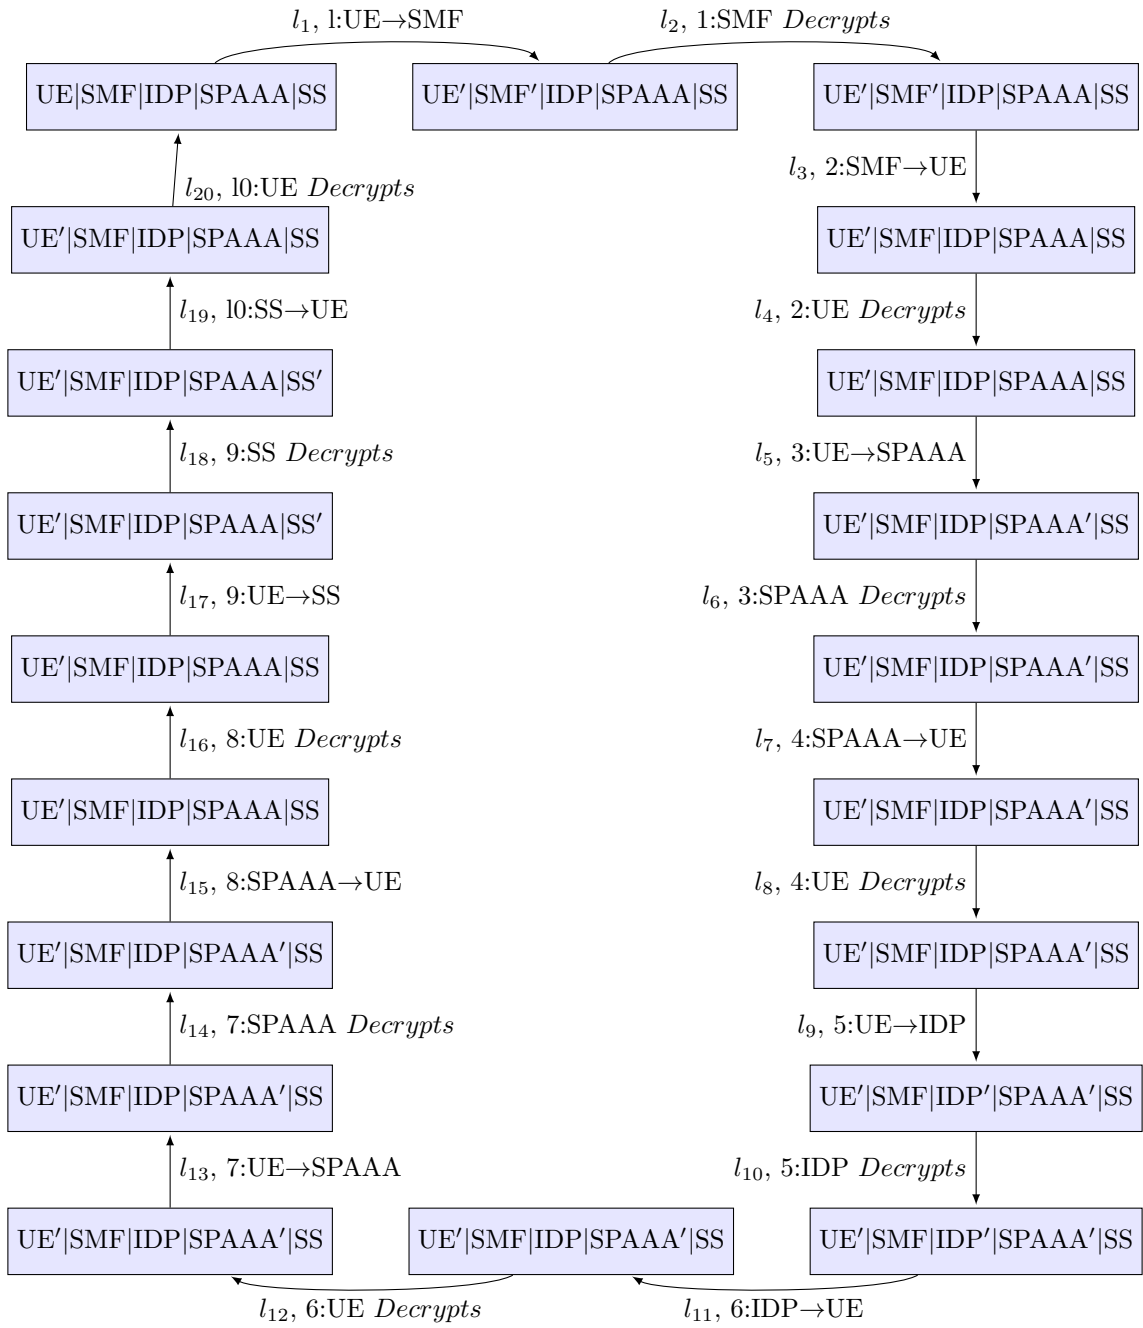 l₁, l:UE→SMF
l₂, 1:SMF Decrypts
UE|SMF|IDP|SPAAA|SS
UE′|SMF′|IDP|SPAAA|SS
UE′|SMF′|IDP|SPAAA|SS
l₃, 2:SMF→UE
UE′|SMF|IDP|SPAAA|SS
l₄, 2:UE Decrypts
UE′|SMF|IDP|SPAAA|SS
l₅, 3:UE→SPAAA
UE′|SMF|IDP|SPAAA′|SS
l₆, 3:SPAAA Decrypts
UE′|SMF|IDP|SPAAA′|SS
l₇, 4:SPAAA→UE
UE′|SMF|IDP|SPAAA′|SS
l₈, 4:UE Decrypts
UE′|SMF|IDP|SPAAA′|SS
l₉, 5:UE→IDP
UE′|SMF|IDP′|SPAAA′|SS
l₁₀, 5:IDP Decrypts
UE′|SMF|IDP′|SPAAA′|SS
l₁₁, 6:IDP→UE
UE′|SMF|IDP|SPAAA′|SS
l₁₂, 6:UE Decrypts
UE′|SMF|IDP|SPAAA′|SS
l₁₃, 7:UE→SPAAA
UE′|SMF|IDP|SPAAA′|SS
l₁₄, 7:SPAAA Decrypts
UE′|SMF|IDP|SPAAA′|SS
l₁₅, 8:SPAAA→UE
UE′|SMF|IDP|SPAAA|SS
l₁₆, 8:UE Decrypts
UE′|SMF|IDP|SPAAA|SS
l₁₇, 9:UE→SS
UE′|SMF|IDP|SPAAA|SS′
l₁₈, 9:SS Decrypts
UE′|SMF|IDP|SPAAA|SS′
l₁₉, l0:SS→UE
UE′|SMF|IDP|SPAAA|SS
l₂₀, l0:UE Decrypts